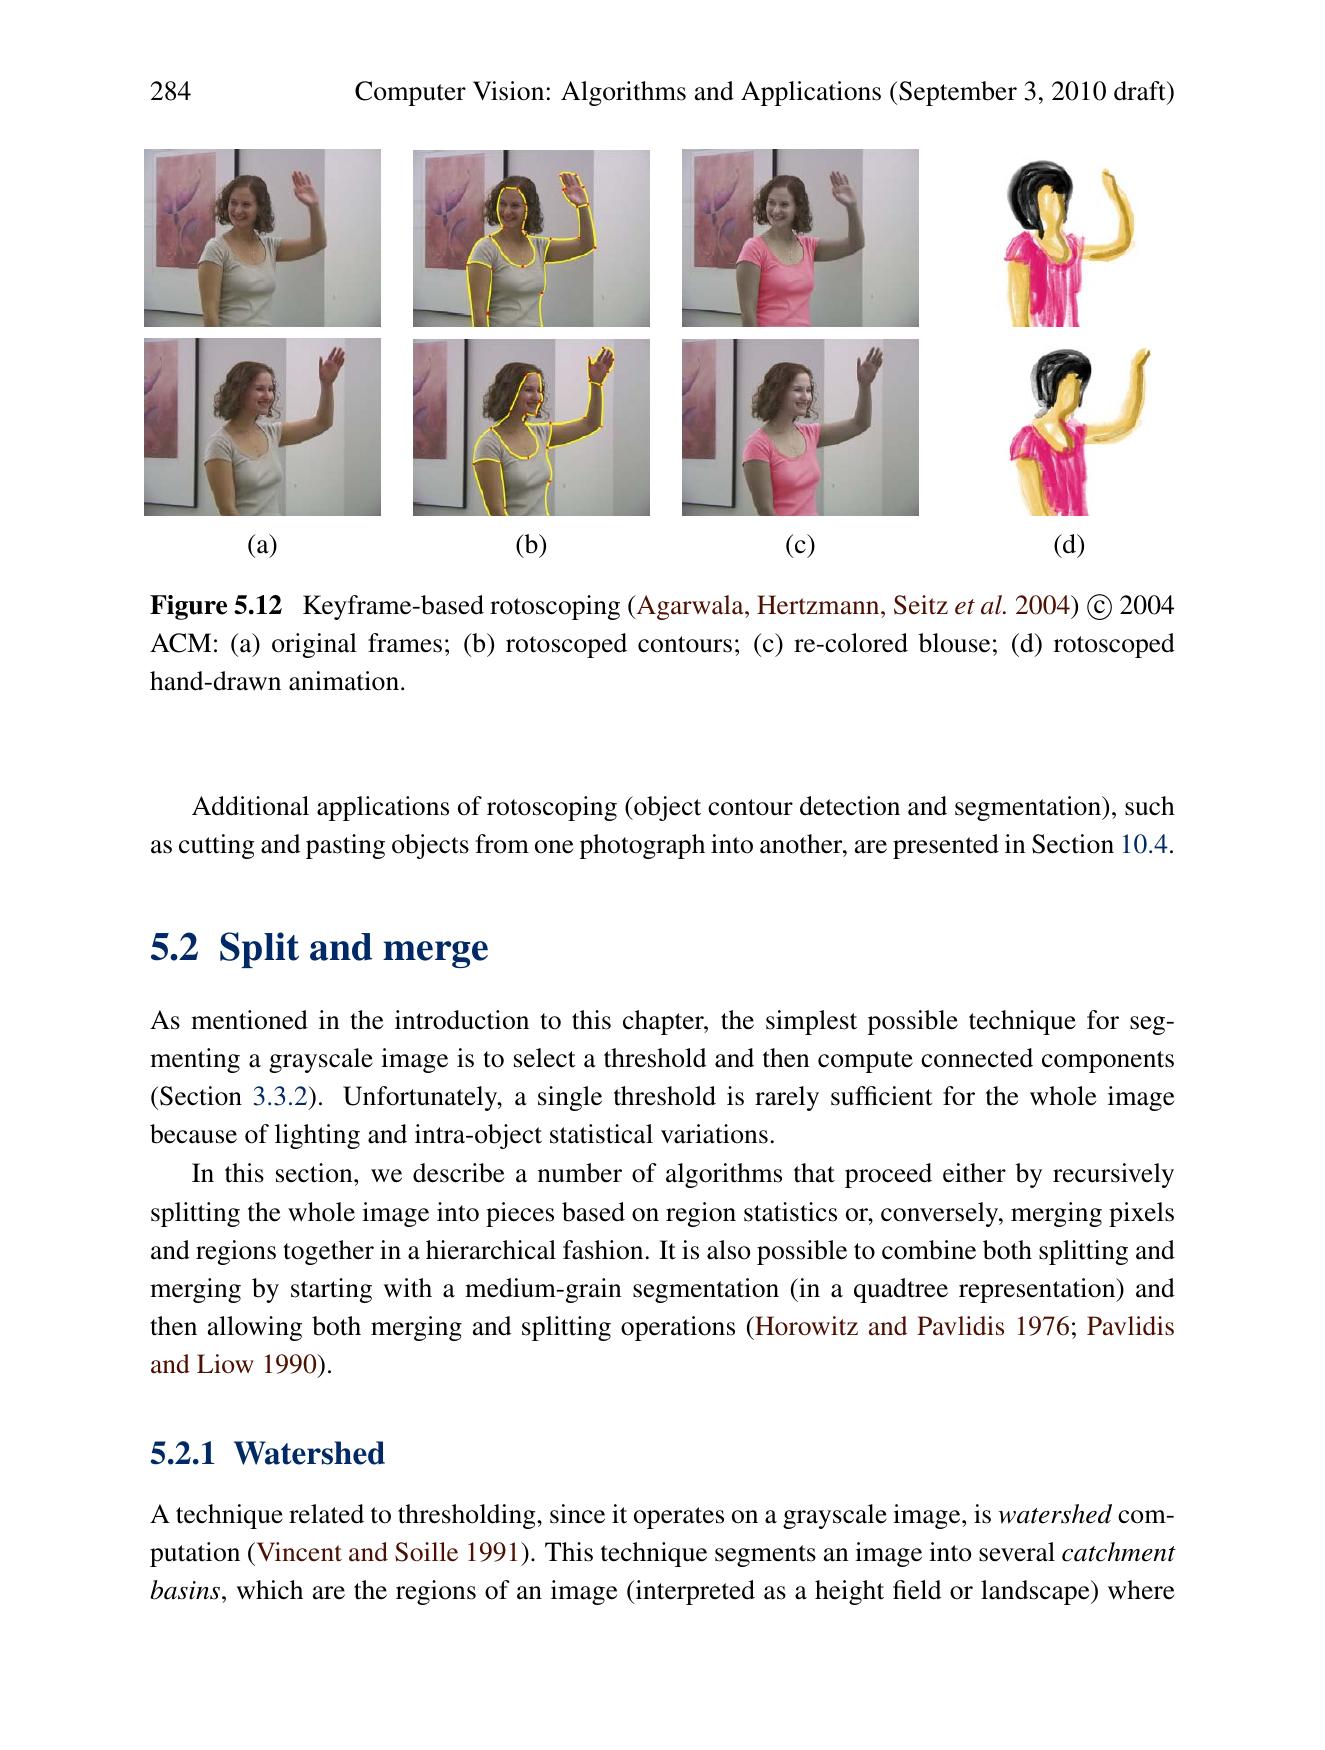 284 Computer Vision: Algorithms and Applications (September 3, 2010 draft)
(a) (b) (c) (d)
Figure 5.12 Keyframe-based rotoscoping (Agarwala, Hertzmann, Seitz et al. 2004) © 2004
ACM: (a) original frames; (b) rotoscoped contours; (c) re-colored blouse; (d) rotoscoped
hand-drawn animation.
Additional applications of rotoscoping (object contour detection and segmentation), such
as cutting and pasting objects from one photograph into another, are presented in Section 10.4.
5.2 Split and merge
As mentioned in the introduction to this chapter, the simplest possible technique for seg-
menting a grayscale image is to select a threshold and then compute connected components
(Section 3.3.2). Unfortunately, a single threshold is rarely sufficient for the whole image
because of lighting and intra-object statistical variations.
In this section, we describe a number of algorithms that proceed either by recursively
splitting the whole image into pieces based on region statistics or, conversely, merging pixels
and regions together in a hierarchical fashion. It is also possible to combine both splitting and
merging by starting with a medium-grain segmentation (in a quadtree representation) and
then allowing both merging and splitting operations (Horowitz and Pavlidis 1976; Pavlidis
and Liow 1990).
5.2.1 Watershed
A technique related to thresholding, since it operates on a grayscale image, is watershed com-
putation (Vincent and Soille 1991). This technique segments an image into several catchment
basins, which are the regions of an image (interpreted as a height field or landscape) where